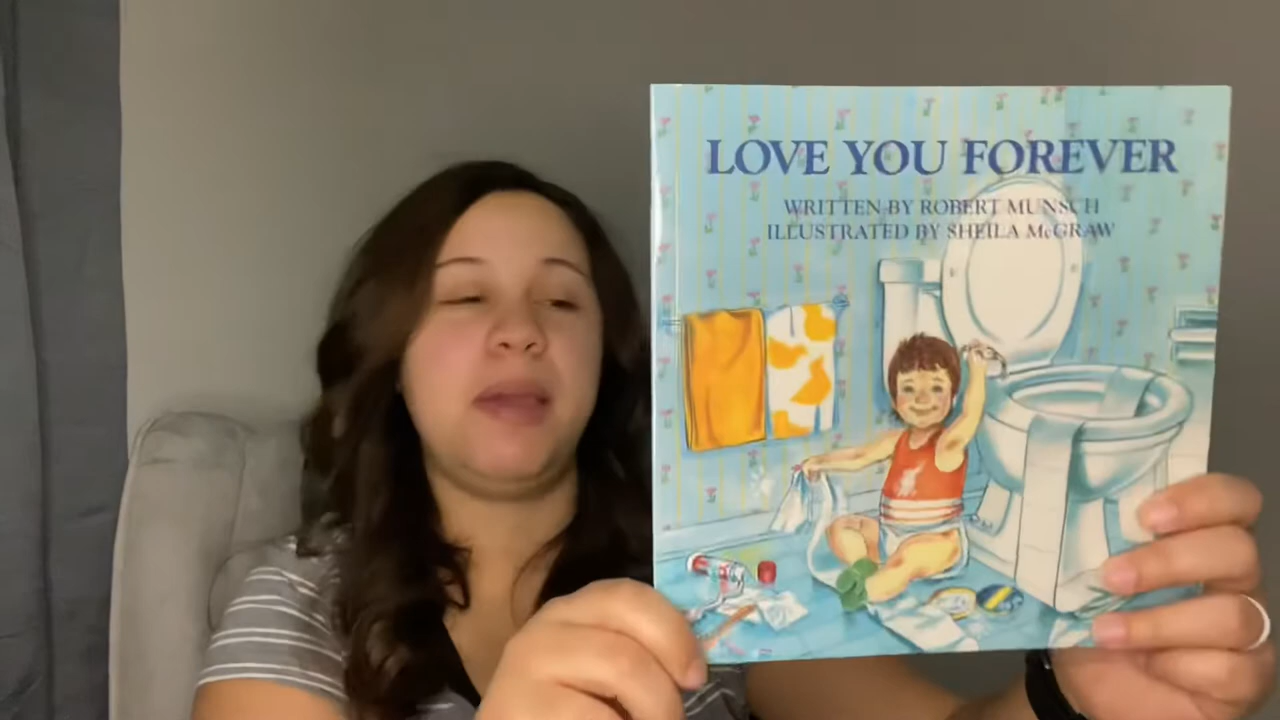 LOVE YOU FOREVER
WRITTEN BY ROBERT MUNSCH
ILLUSTRATED BY SHEILA McGRAW